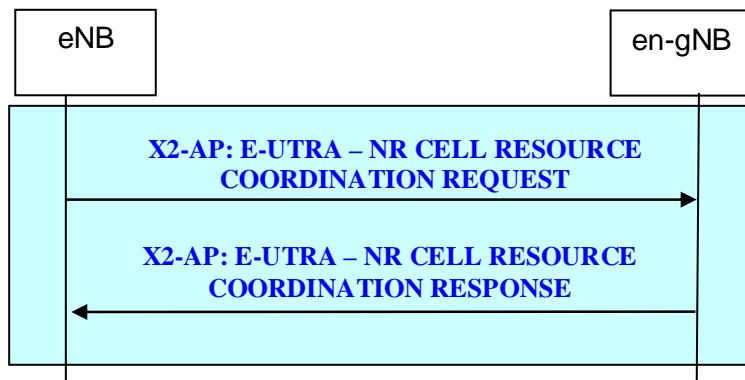 eNB
en-gNB
X2-AP: E-UTRA – NR CELL RESOURCE
COORDINATION REQUEST
X2-AP: E-UTRA – NR CELL RESOURCE
COORDINATION RESPONSE